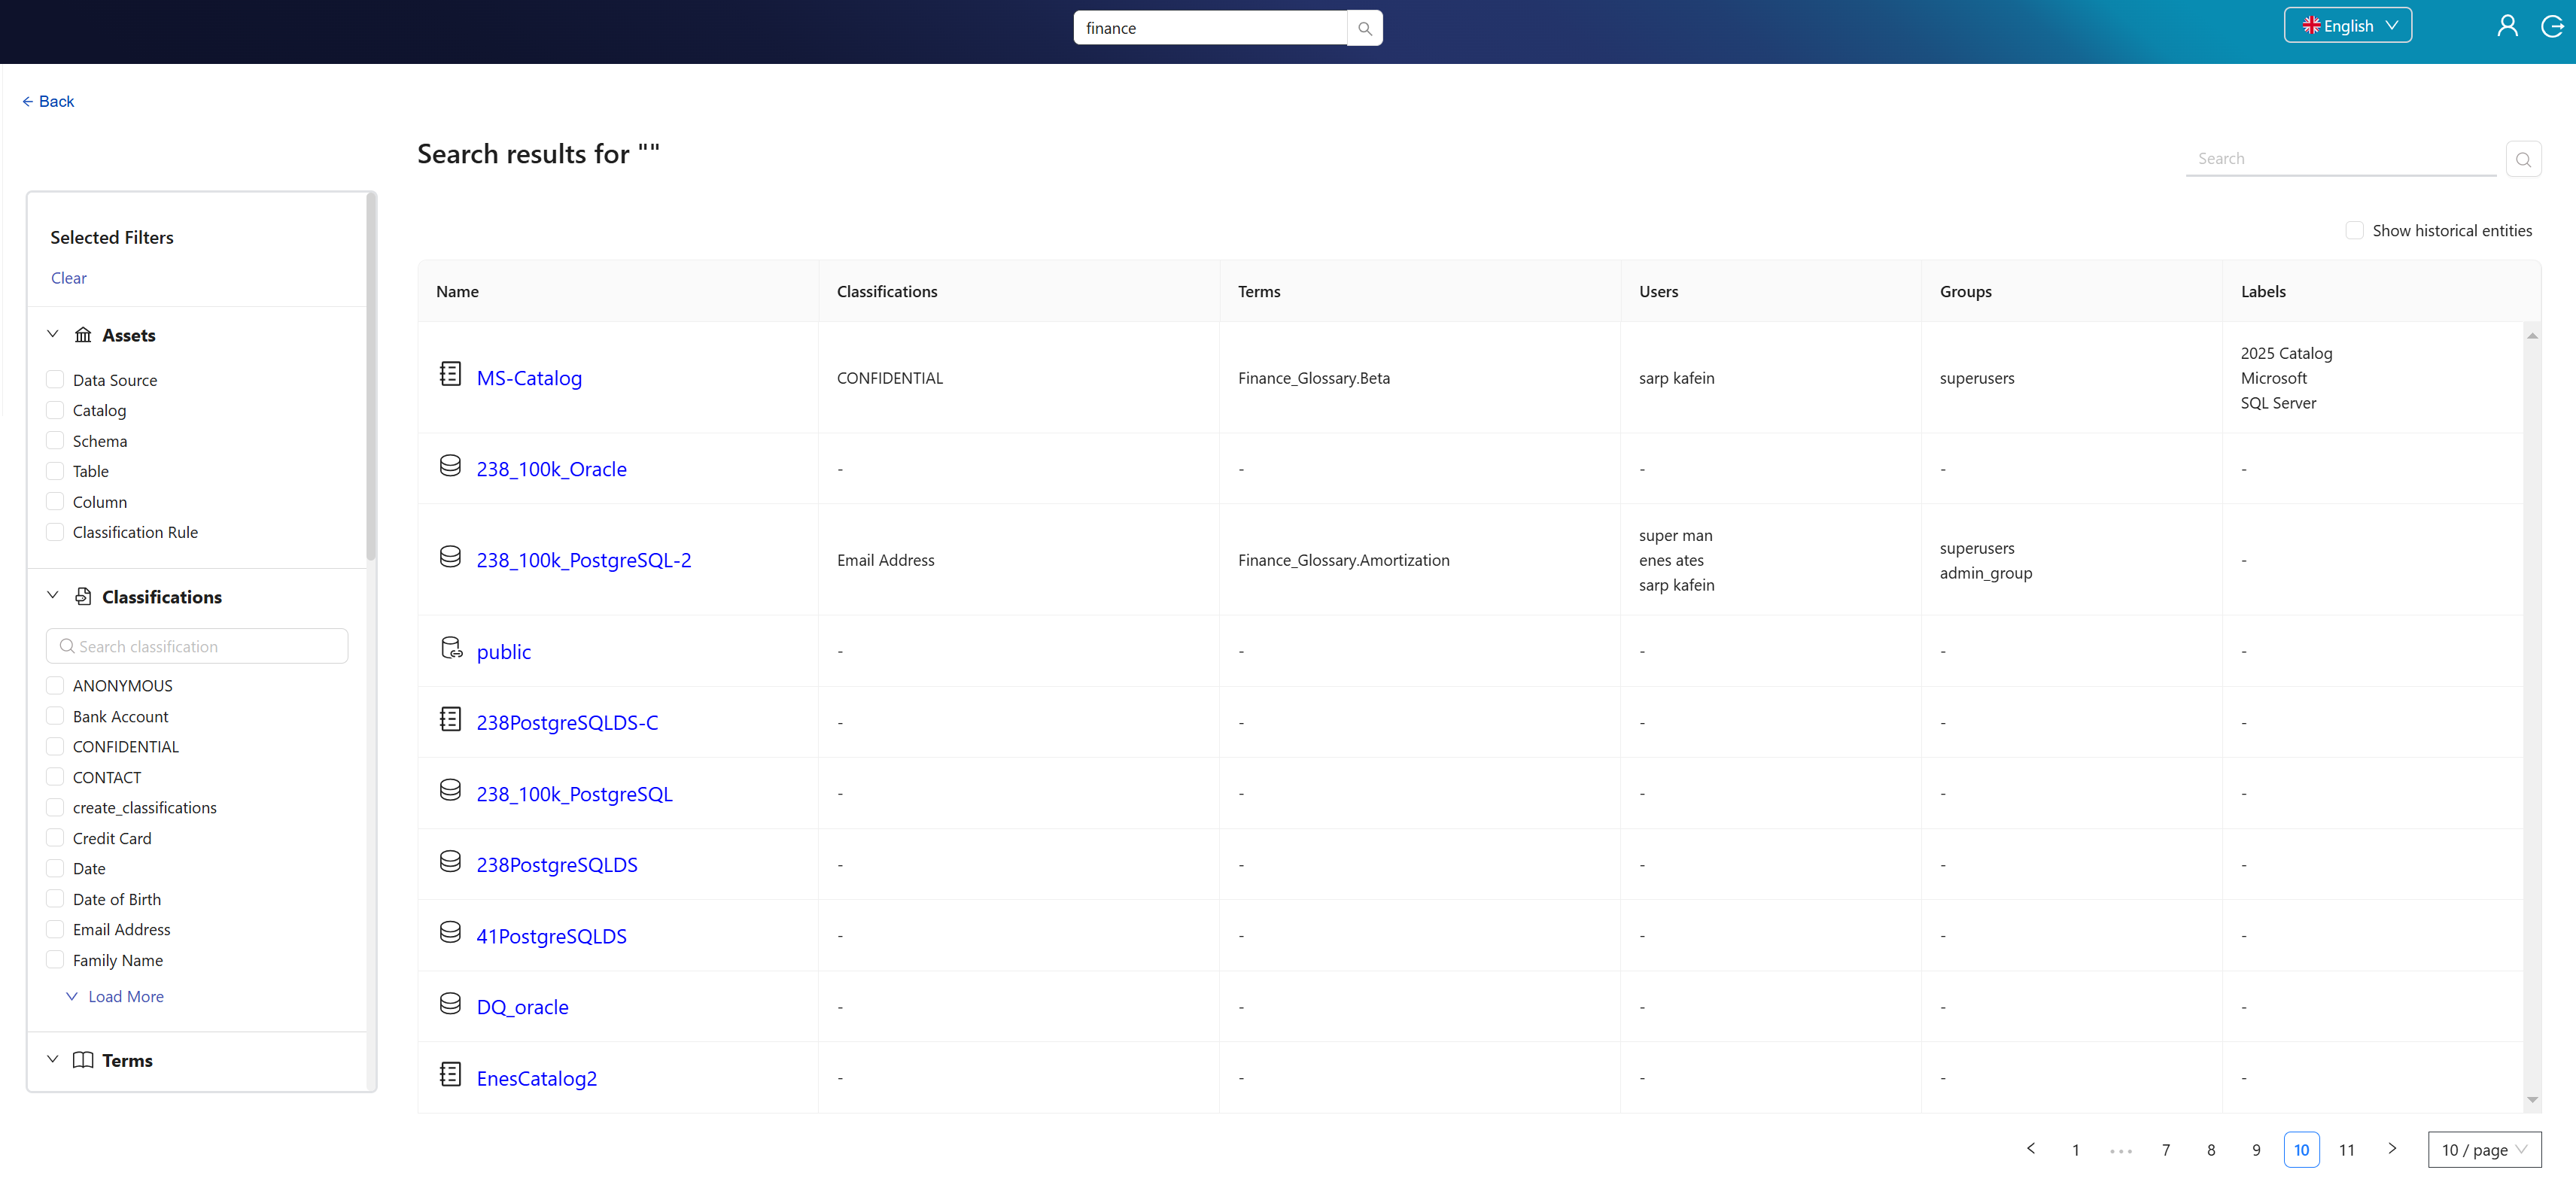 finance
English
Back
Search results for ""
Search
Show historical entities
Selected Filters
Clear
Assets
Data Source
Catalog
Schema
Table
Column
Classification Rule
Classifications
Search classification
ANONYMOUS
Bank Account
CONFIDENTIAL
CONTACT
create_classifications
Credit Card
Date
Date of Birth
Email Address
Family Name
Load More
Terms
Name Classifications Terms Users Groups Labels
MS-Catalog CONFIDENTIAL Finance_Glossary.Beta sarp kafein superusers 2025 Catalog
Microsoft
SQL Server
238_100k_Oracle - - - - -
238_100k_PostgreSQL-2 Email Address Finance_Glossary.Amortization super man
enes ates
sarp kafein
superusers
admin_group
-
public - - - - -
238PostgreSQLDS-C - - - - -
238_100k_PostgreSQL - - - - -
238PostgreSQLDS - - - - -
41PostgreSQLDS - - - - -
DQ_oracle - - - - -
EnesCatalog2 - - - - -
< 1 ••• 7 8 9 10 11 > 10 / page